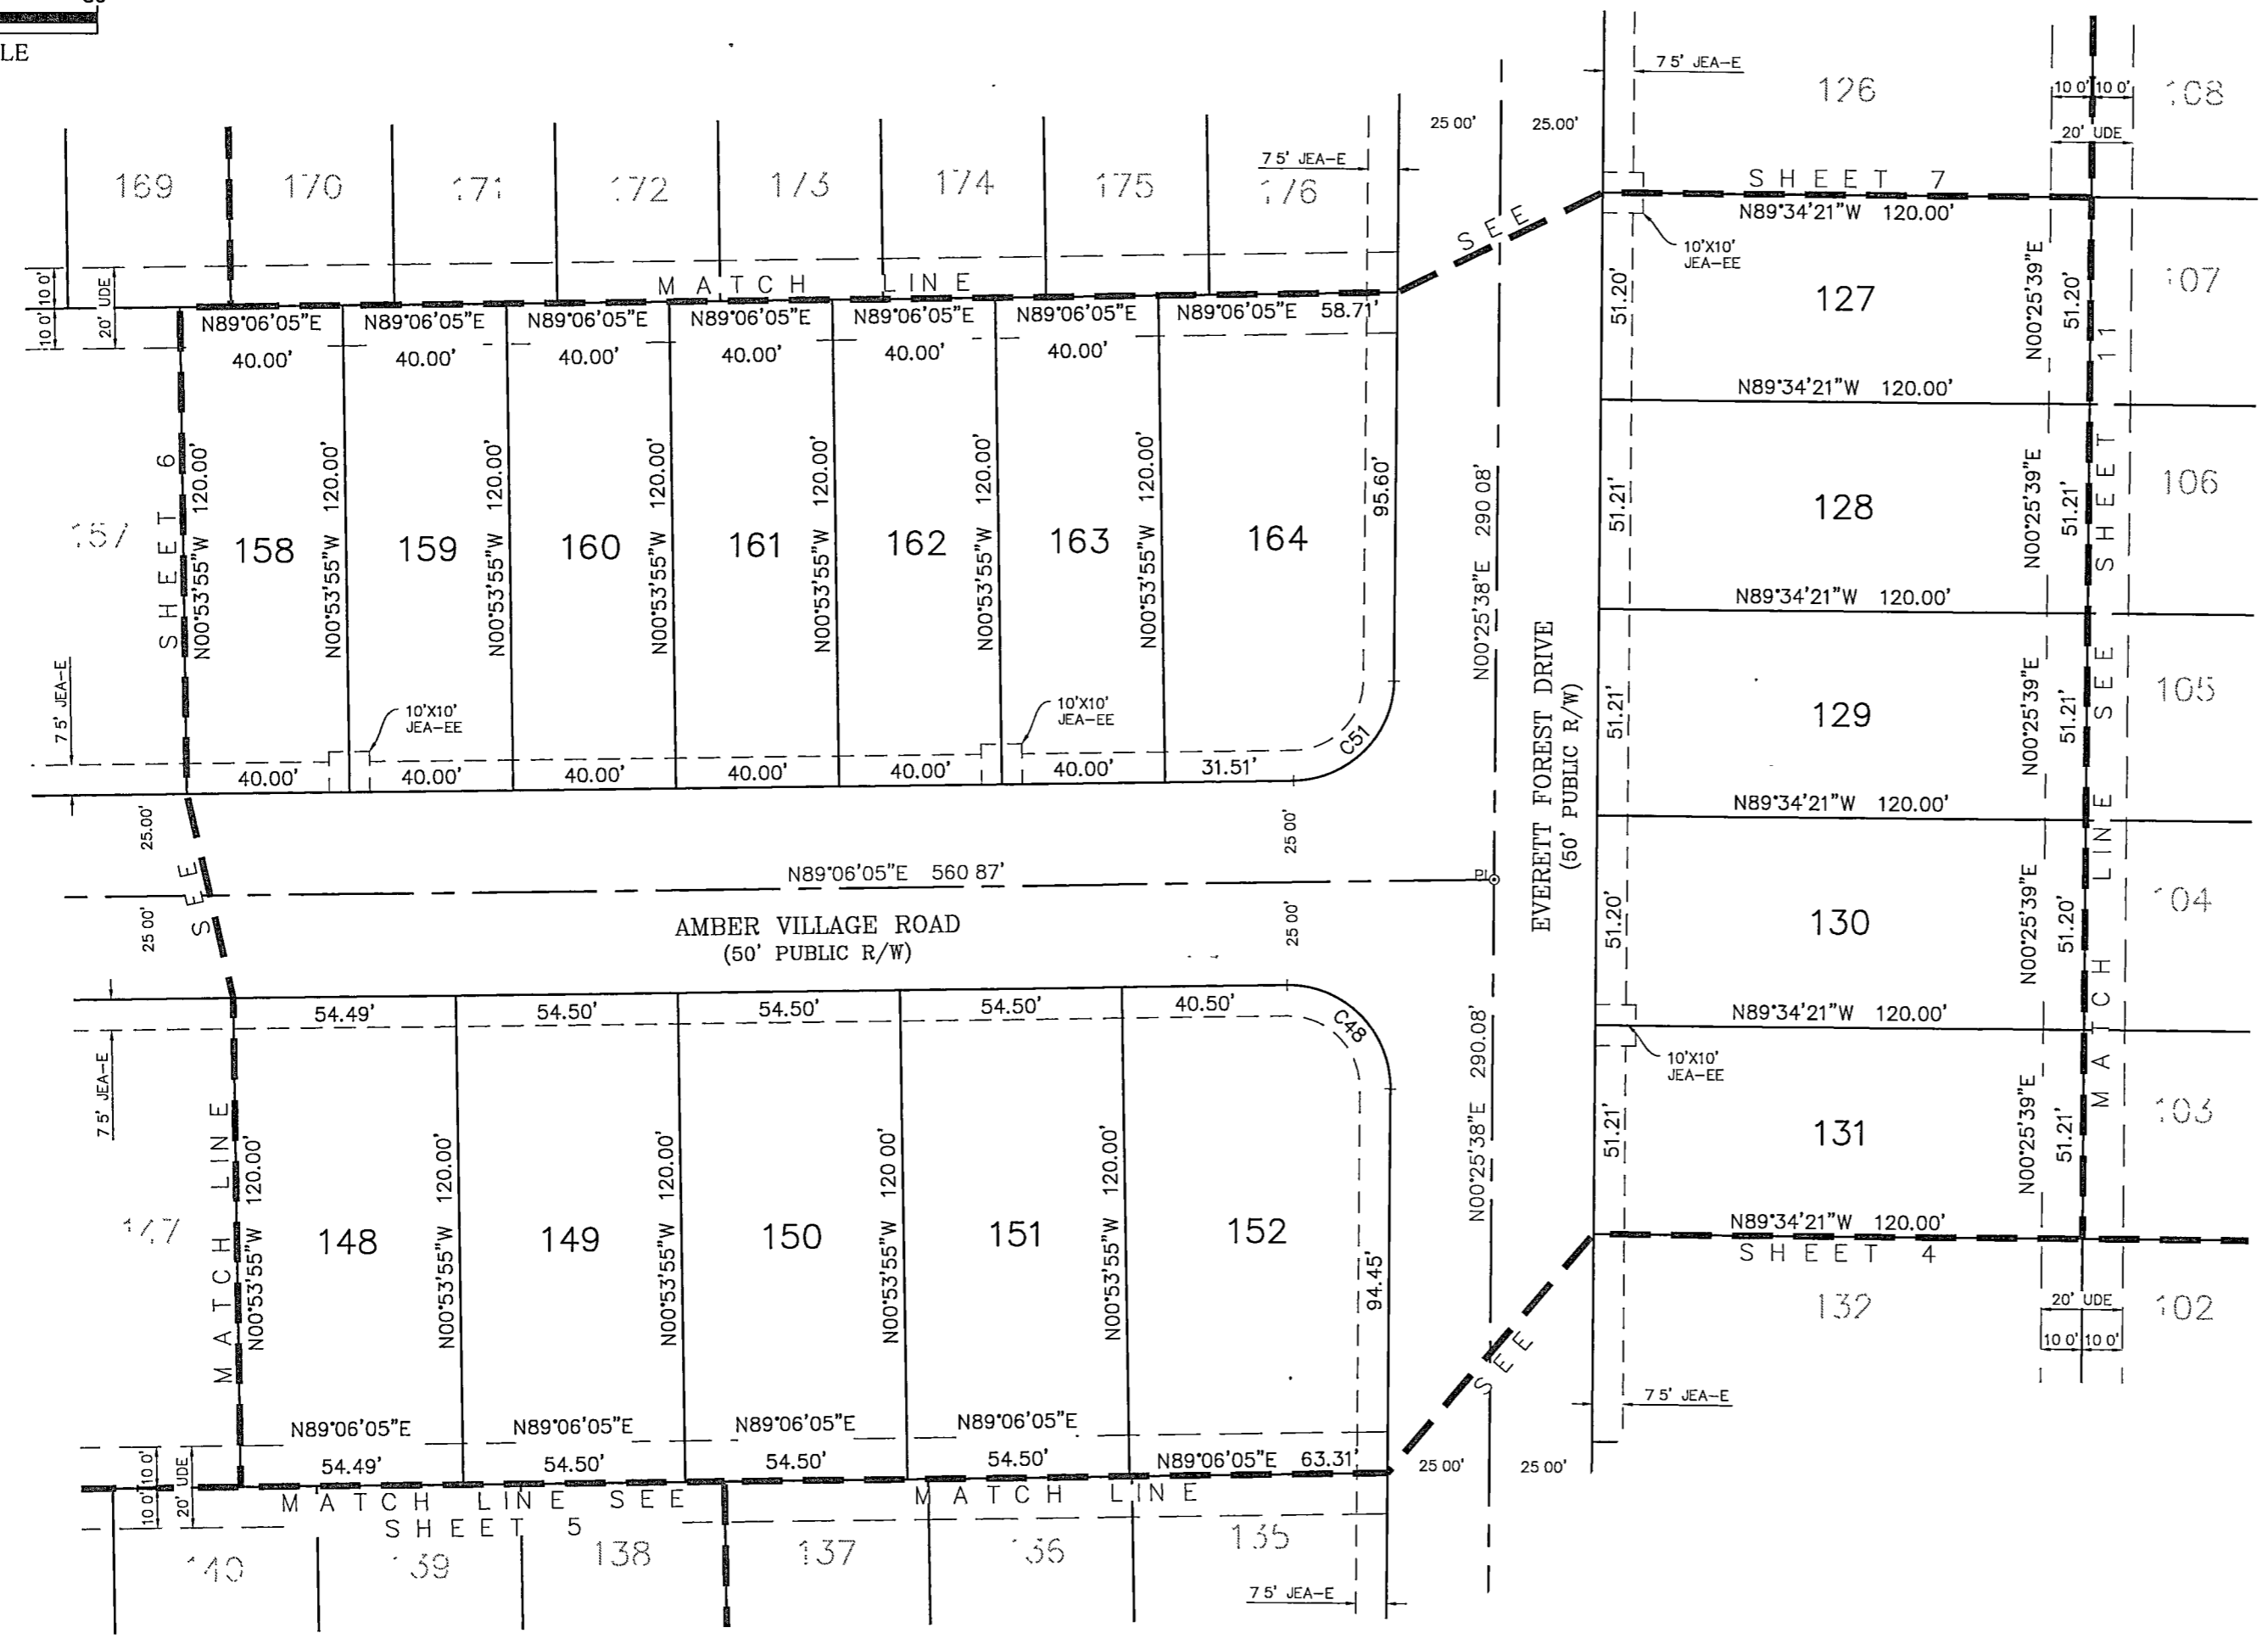 LE
169
170
171
172
173
174
175
176
7 5' JEA-E
25 00'
25.00'
7 5' JEA-E
126
10 0' 10 0'
20' UDE
108
10 0'
10 0'
20' UDE
MATCH LINE
SEE
SHEET 7
N89°06'05"E
40.00'
N89°06'05"E
40.00'
N89°06'05"E
40.00'
N89°06'05"E
40.00'
N89°06'05"E
40.00'
N89°06'05"E
40.00'
N89°06'05"E 58.71'
N89°34'21"W 120.00'
10'X10'
JEA-EE
51.20'
127
N00°25'39"E
51.20'
107
N89°34'21"W 120.00'
SHEET 6
157
N00°53'55"W 120.00'
158
N00°53'55"W 120.00'
159
N00°53'55"W 120.00'
160
N00°53'55"W 120.00'
161
N00°53'55"W 120.00'
162
N00°53'55"W 120.00'
163
N00°53'55"W 120.00'
164
95.60'
N00°25'38"E 290 08'
51.21'
128
N00°25'39"E
51.21'
106
N89°34'21"W 120.00'
7 5' JEA-E
10'X10'
JEA-EE
10'X10'
JEA-EE
C51
40.00'
40.00'
40.00'
40.00'
40.00'
40.00'
31.51'
EVERETT FOREST DRIVE
(50' PUBLIC R/W)
51.21'
129
N00°25'39"E
51.21'
105
MATCH LINE SEE SHEET 11
N89°34'21"W 120.00'
25.00'
25 00'
SEE
N89°06'05"E 560 87'
25 00'
25 00'
PI
AMBER VILLAGE ROAD
(50' PUBLIC R/W)
51.20'
130
N00°25'39"E
51.20'
104
N89°34'21"W 120.00'
10'X10'
JEA-EE
54.49'
54.50'
54.50'
54.50'
40.50'
C48
7 5' JEA-E
147
MATCH LINE
N00°53'55"W 120.00'
148
N00°53'55"W 120.00'
149
N00°53'55"W 120.00'
150
N00°53'55"W 120 00'
151
N00°53'55"W 120.00'
152
94.45'
N00°25'38"E 290.08'
51.21'
131
N00°25'39"E
51.21'
103
N89°34'21"W 120.00'
SHEET 4
SEE
132
20' UDE
10 0' 10 0'
102
7 5' JEA-E
N89°06'05"E
54.49'
N89°06'05"E
54.50'
N89°06'05"E
54.50'
N89°06'05"E
54.50'
N89°06'05"E 63.31'
25 00'
25 00'
10 0'
10 0'
20' UDE
MATCH LINE SEE
SHEET 5
MATCH LINE
140
139
138
137
136
135
7 5' JEA-E